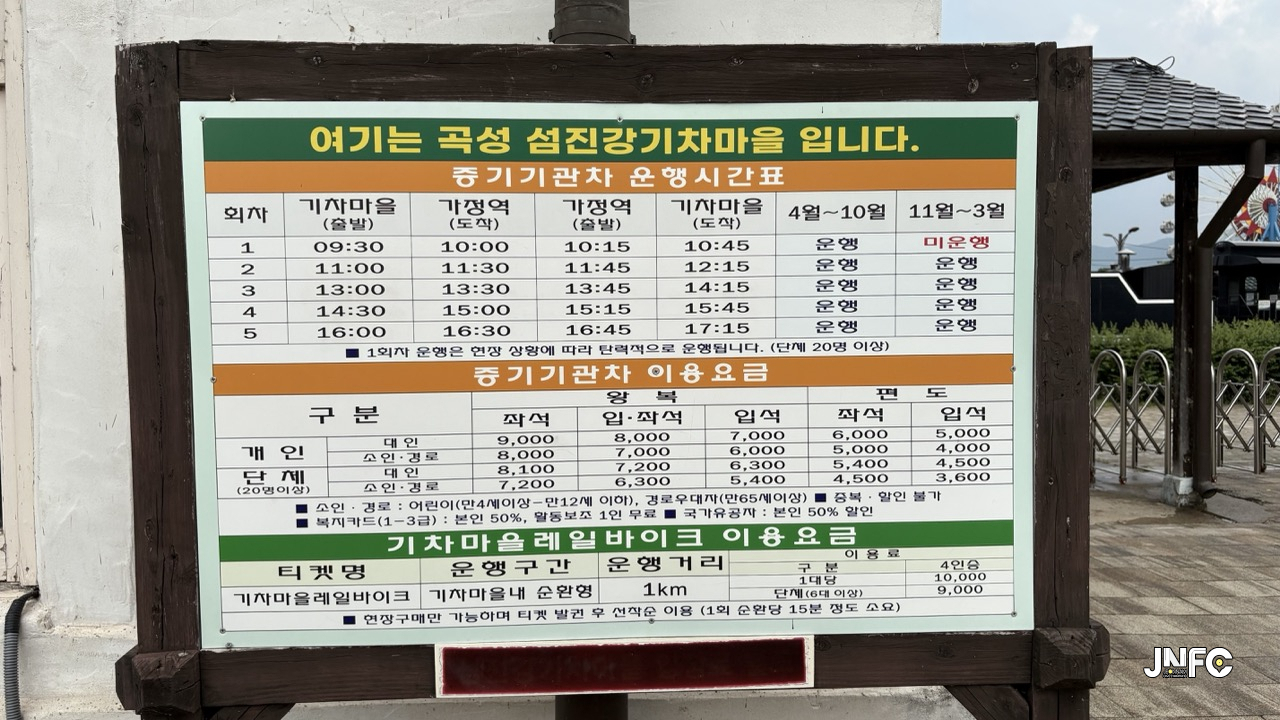 여기는 곡성 섬진강기차마을 입니다.
증기기관차 운행시간표
회차 기차마을(출발) 가정역(도착) 가정역(출발) 기차마을(도착) 4월~10월 11월~3월
1 09:30 10:00 10:15 10:45 운행 미운행
2 11:00 11:30 11:45 12:15 운행 운행
3 13:00 13:30 13:45 14:15 운행 운행
4 14:30 15:00 15:15 15:45 운행 운행
5 16:00 16:30 16:45 17:15 운행 운행
■ 1회차 운행은 현장 상황에 따라 탄력적으로 운행됩니다. (단체 20명 이상)
증기기관차 이용요금
구 분 왕 복 편 도
좌석 입·좌석 입석 좌석 입석
개 인 대 인 9,000 8,000 7,000 6,000 5,000
소인·경로 8,000 7,000 6,000 5,000 4,000
단 체 (20명이상) 대 인 8,100 7,200 6,300 5,400 4,500
소인·경로 7,200 6,300 5,400 4,500 3,600
■ 소인 · 경로 : 어린이(만4세이상-만12세 이하), 경로우대자(만65세이상) ■ 중복 · 할인 불가
■ 복지카드(1-3급) : 본인 50%, 활동보조 1인 무료 ■ 국가유공자 : 본인 50% 할인
기차마을레일바이크 이용요금
티켓명 운행구간 운행거리 이 용 료
구 분 4인승
기차마을레일바이크 기차마을내 순환형 1km 1대당 10,000
단체(6대 이상) 9,000
■ 현장구매만 가능하며 티켓 발권 후 선착순 이용 (1회 순환당 15분 정도 소요)
JNFC